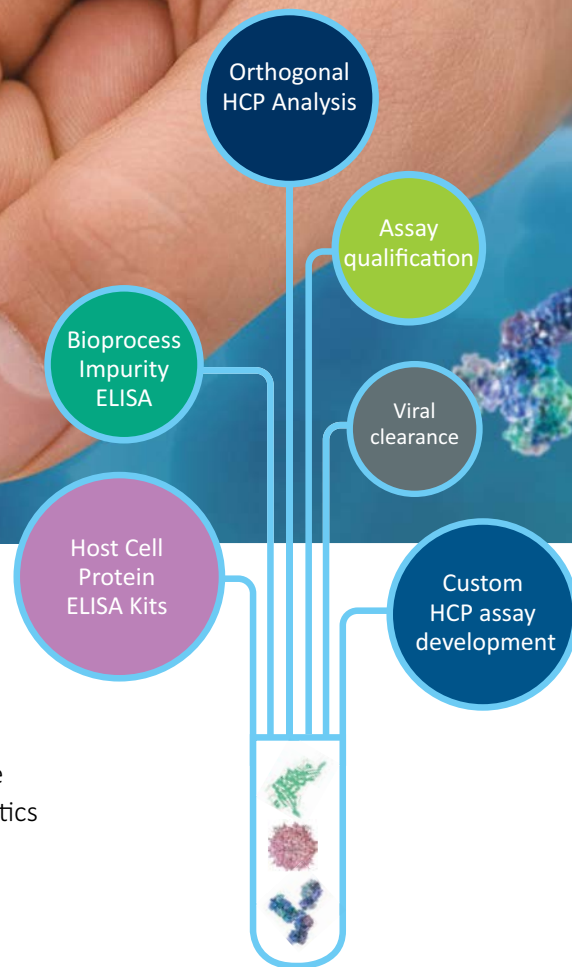 Orthogonal
HCP Analysis
Assay
qualification
Bioprocess
Impurity
ELISA
Viral
clearance
Host Cell
Protein
ELISA Kits
Custom
HCP assay
development